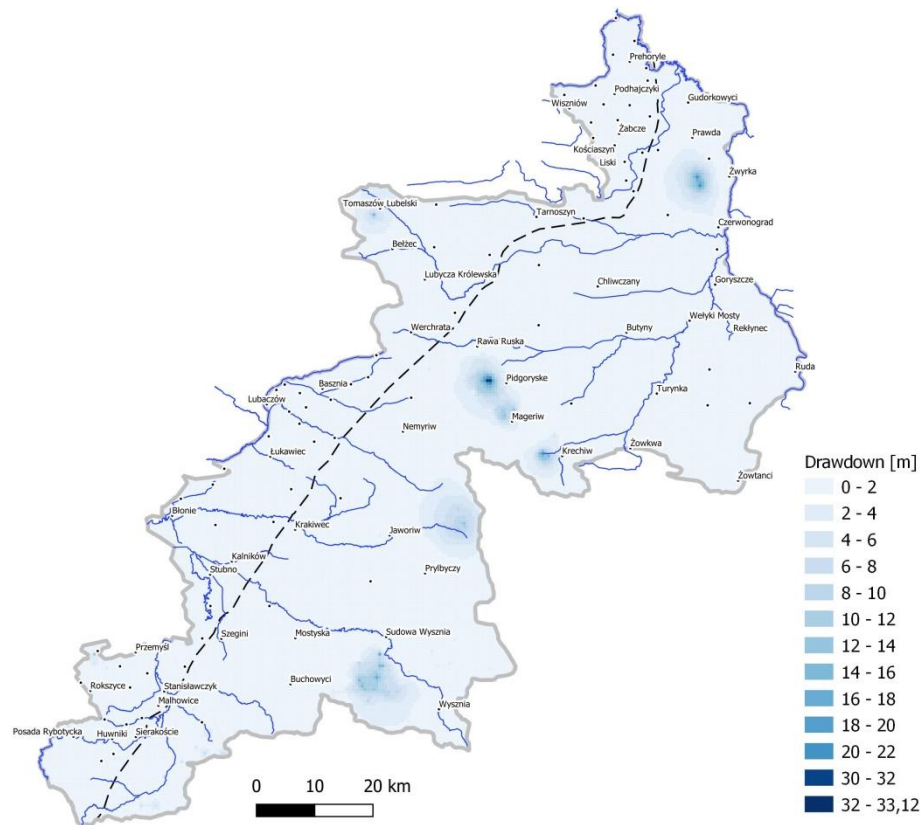 Prehoryle
Podhajczyki
Gudorkowyci
Wiszniów
Żabcze
Prawda
Kościaszyn
Liski
Żwyrka
Tomaszów Lubelski
Tarnoszyn
Czerwonograd
Bełżec
Lubycza Królewska
Chliwczany
Goryszcze
Werchrata
Butyny
Wełyki Mosty
Rekłynec
Rawa Ruska
Basznia
Pidgoryske
Ruda
Lubaczów
Turynka
Mageriw
Nemyriw
Łukawiec
Krechiw
Żowkwa
Żowtanci
Błonie
Krakiwec
Jaworiw
Kalników
Stubno
Prylbyczy
Szegini
Mostyska
Sudowa Wysznia
Przemyśl
Rokszyce
Stanisławczyk
Buchowyci
Malhowice
Wysznia
Posada Rybotycka
Huwniki
Sierakośce
0 10 20 km
Drawdown [m]
0 - 2
2 - 4
4 - 6
6 - 8
8 - 10
10 - 12
12 - 14
14 - 16
16 - 18
18 - 20
20 - 22
30 - 32
32 - 33,12